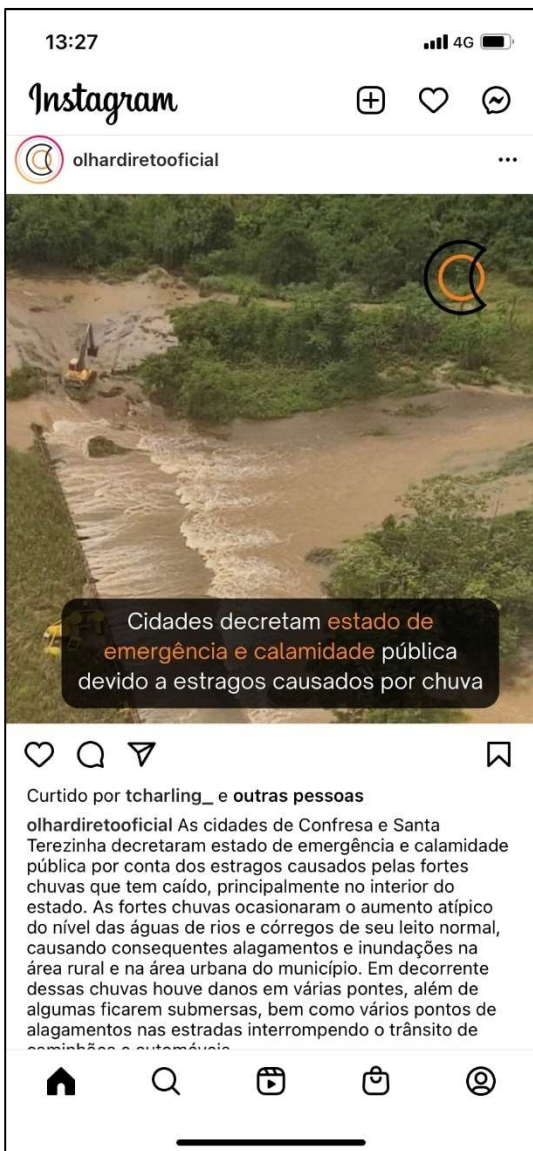 13:27
4G
Instagram
olhardiretooficial
Cidades decretam estado de
emergência e calamidade pública
devido a estragos causados por chuva
Curtido por tcharling_ e outras pessoas
olhardiretooficial As cidades de Confresa e Santa
Terezinha decretaram estado de emergência e calamidade
pública por conta dos estragos causados pelas fortes
chuvas que tem caído, principalmente no interior do
estado. As fortes chuvas ocasionaram o aumento atípico
do nível das águas de rios e córregos de seu leito normal,
causando consequentes alagamentos e inundações na
área rural e na área urbana do município. Em decorrente
dessas chuvas houve danos em várias pontes, além de
algumas ficarem submersas, bem como vários pontos de
alagamentos nas estradas interrompendo o trânsito de
caminhões e automóveis